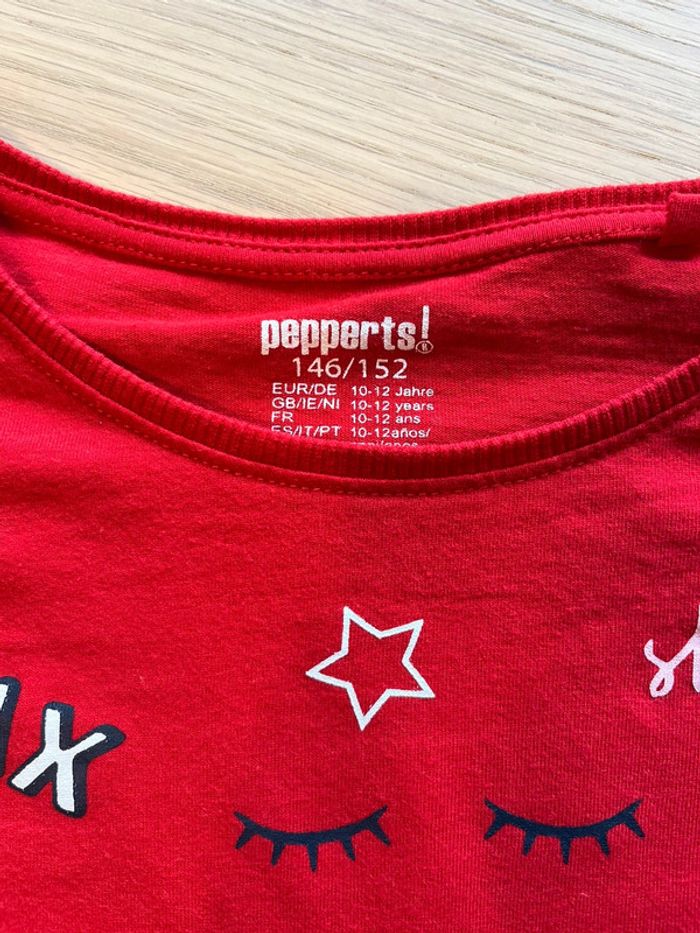 pepperts!®
146/152
EUR/DE 10-12 Jahre
GB/IE/NI 10-12 years
FR 10-12 ans
ES/IT/PT 10-12años/